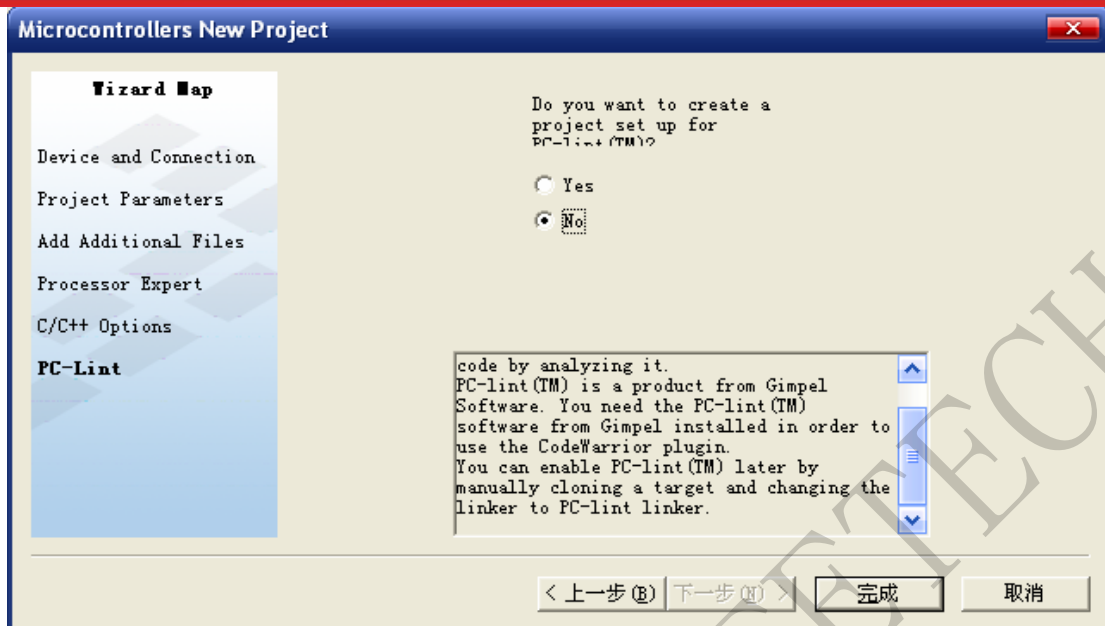 Microcontrollers New Project
Wizard Map
Device and Connection
Project Parameters
Add Additional Files
Processor Expert
C/C++ Options
PC-Lint
Do you want to create a
project set up for
PC-lint(TM)?
Yes
No
code by analyzing it.
PC-lint(TM) is a product from Gimpel
Software. You need the PC-lint(TM)
software from Gimpel installed in order to
use the CodeWarrior plugin.
You can enable PC-lint(TM) later by
manually cloning a target and changing the
linker to PC-lint linker.
< 上一步(B) 下一步(N) > 完成 取消